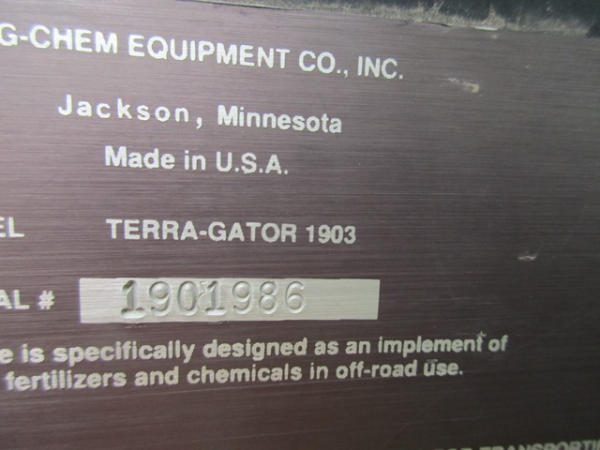 G-CHEM EQUIPMENT CO., INC.
Jackson, Minnesota
Made in U.S.A.
EL TERRA-GATOR 1903
AL # 1901986
e is specifically designed as an implement of
fertilizers and chemicals in off-road use.